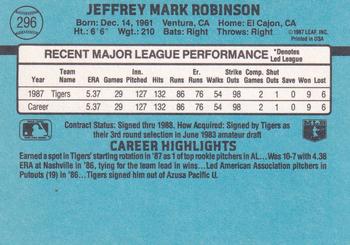 296
JEFFREY MARK ROBINSON
Born: Dec. 14, 1961 Ventura, CA Home: El Cajon, CA
Ht: 6'6" Wgt: 210 Bats: Right Throws: Right
©1987 LEAF, INC.
Printed in USA
RECENT MAJOR LEAGUE PERFORMANCE *Denotes Led League
Year Team Name ERA Games Inn. Pitched Hits Runs Er. Runs Walks Strike Outs Comp. Games Shut Outs Saves Won Lost
1987 Tigers 5.37 29 127 132 86 76 54 98 2 1 0 9 6
Career 5.37 29 127 132 86 76 54 98 2 1 0 9 6
Contract Status: Signed thru 1988. How Acquired: Signed by Tigers as
their 3rd round selection in June 1983 amateur draft
CAREER HIGHLIGHTS
Earned a spot in Tigers' starting rotation in '87 as 1 of top rookie pitchers in AL...Was 10-7 with 4.38
ERA at Nashville in '86, tying for team lead in wins...Led American Association pitchers in
Putouts (19) in '86...Tigers signed him out of Azusa Pacific U.